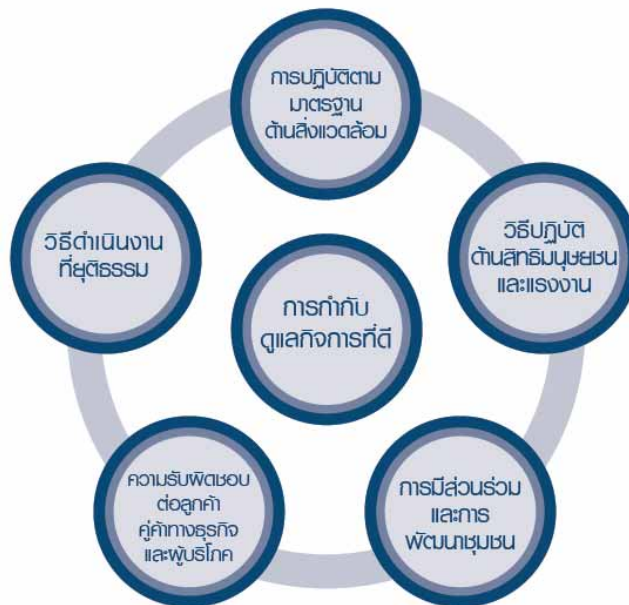 การปฏิบัติตาม
มาตรฐาน
ด้านสิ่งแวดล้อม
วิธีปฏิบัติ
ด้านสิทธิมนุษยชน
และแรงงาน
การมีส่วนร่วม
และการ
พัฒนาชุมชน
ความรับผิดชอบ
ต่อลูกค้า
คู่ค้าทางธุรกิจ
และผู้บริโภค
วิธีดำเนินงาน
ที่ยุติธรรม
การกำกับ
ดูแลกิจการที่ดี